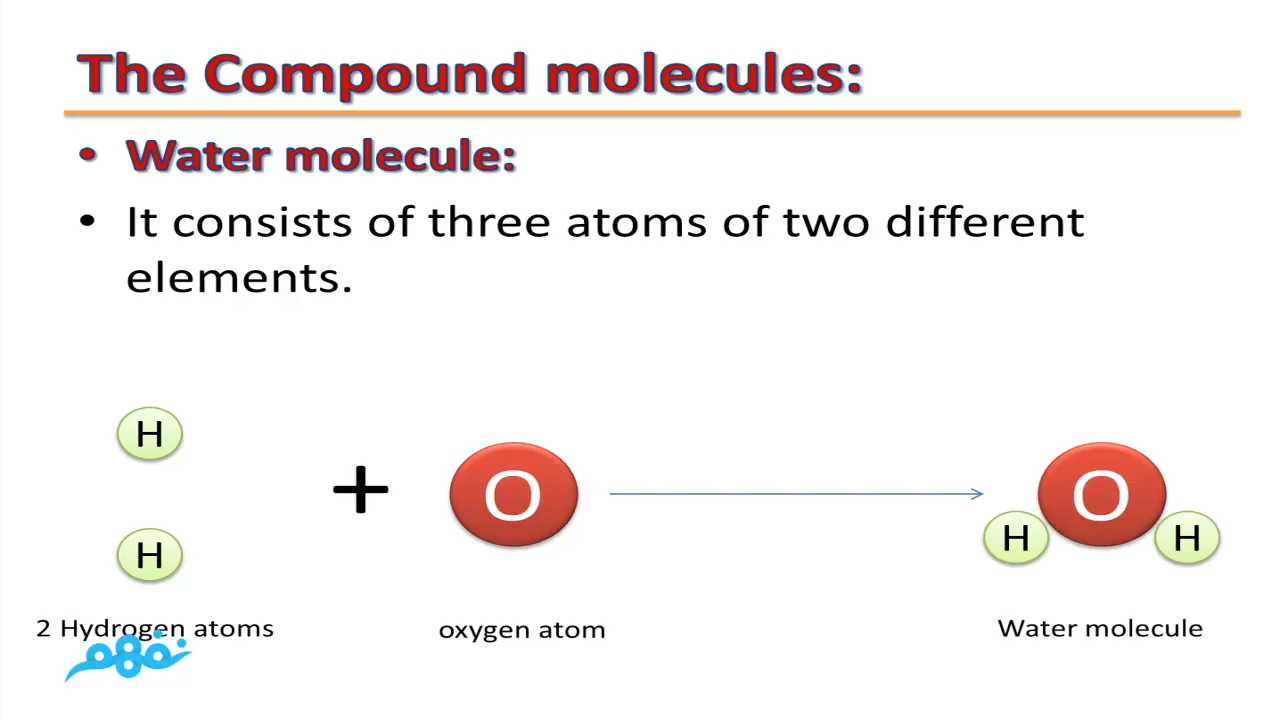 The Compound molecules:
• Water molecule:
• It consists of three atoms of two different
elements.
H
H
+
O
O
H
H
2 Hydrogen atoms
oxygen atom
Water molecule
نفهم